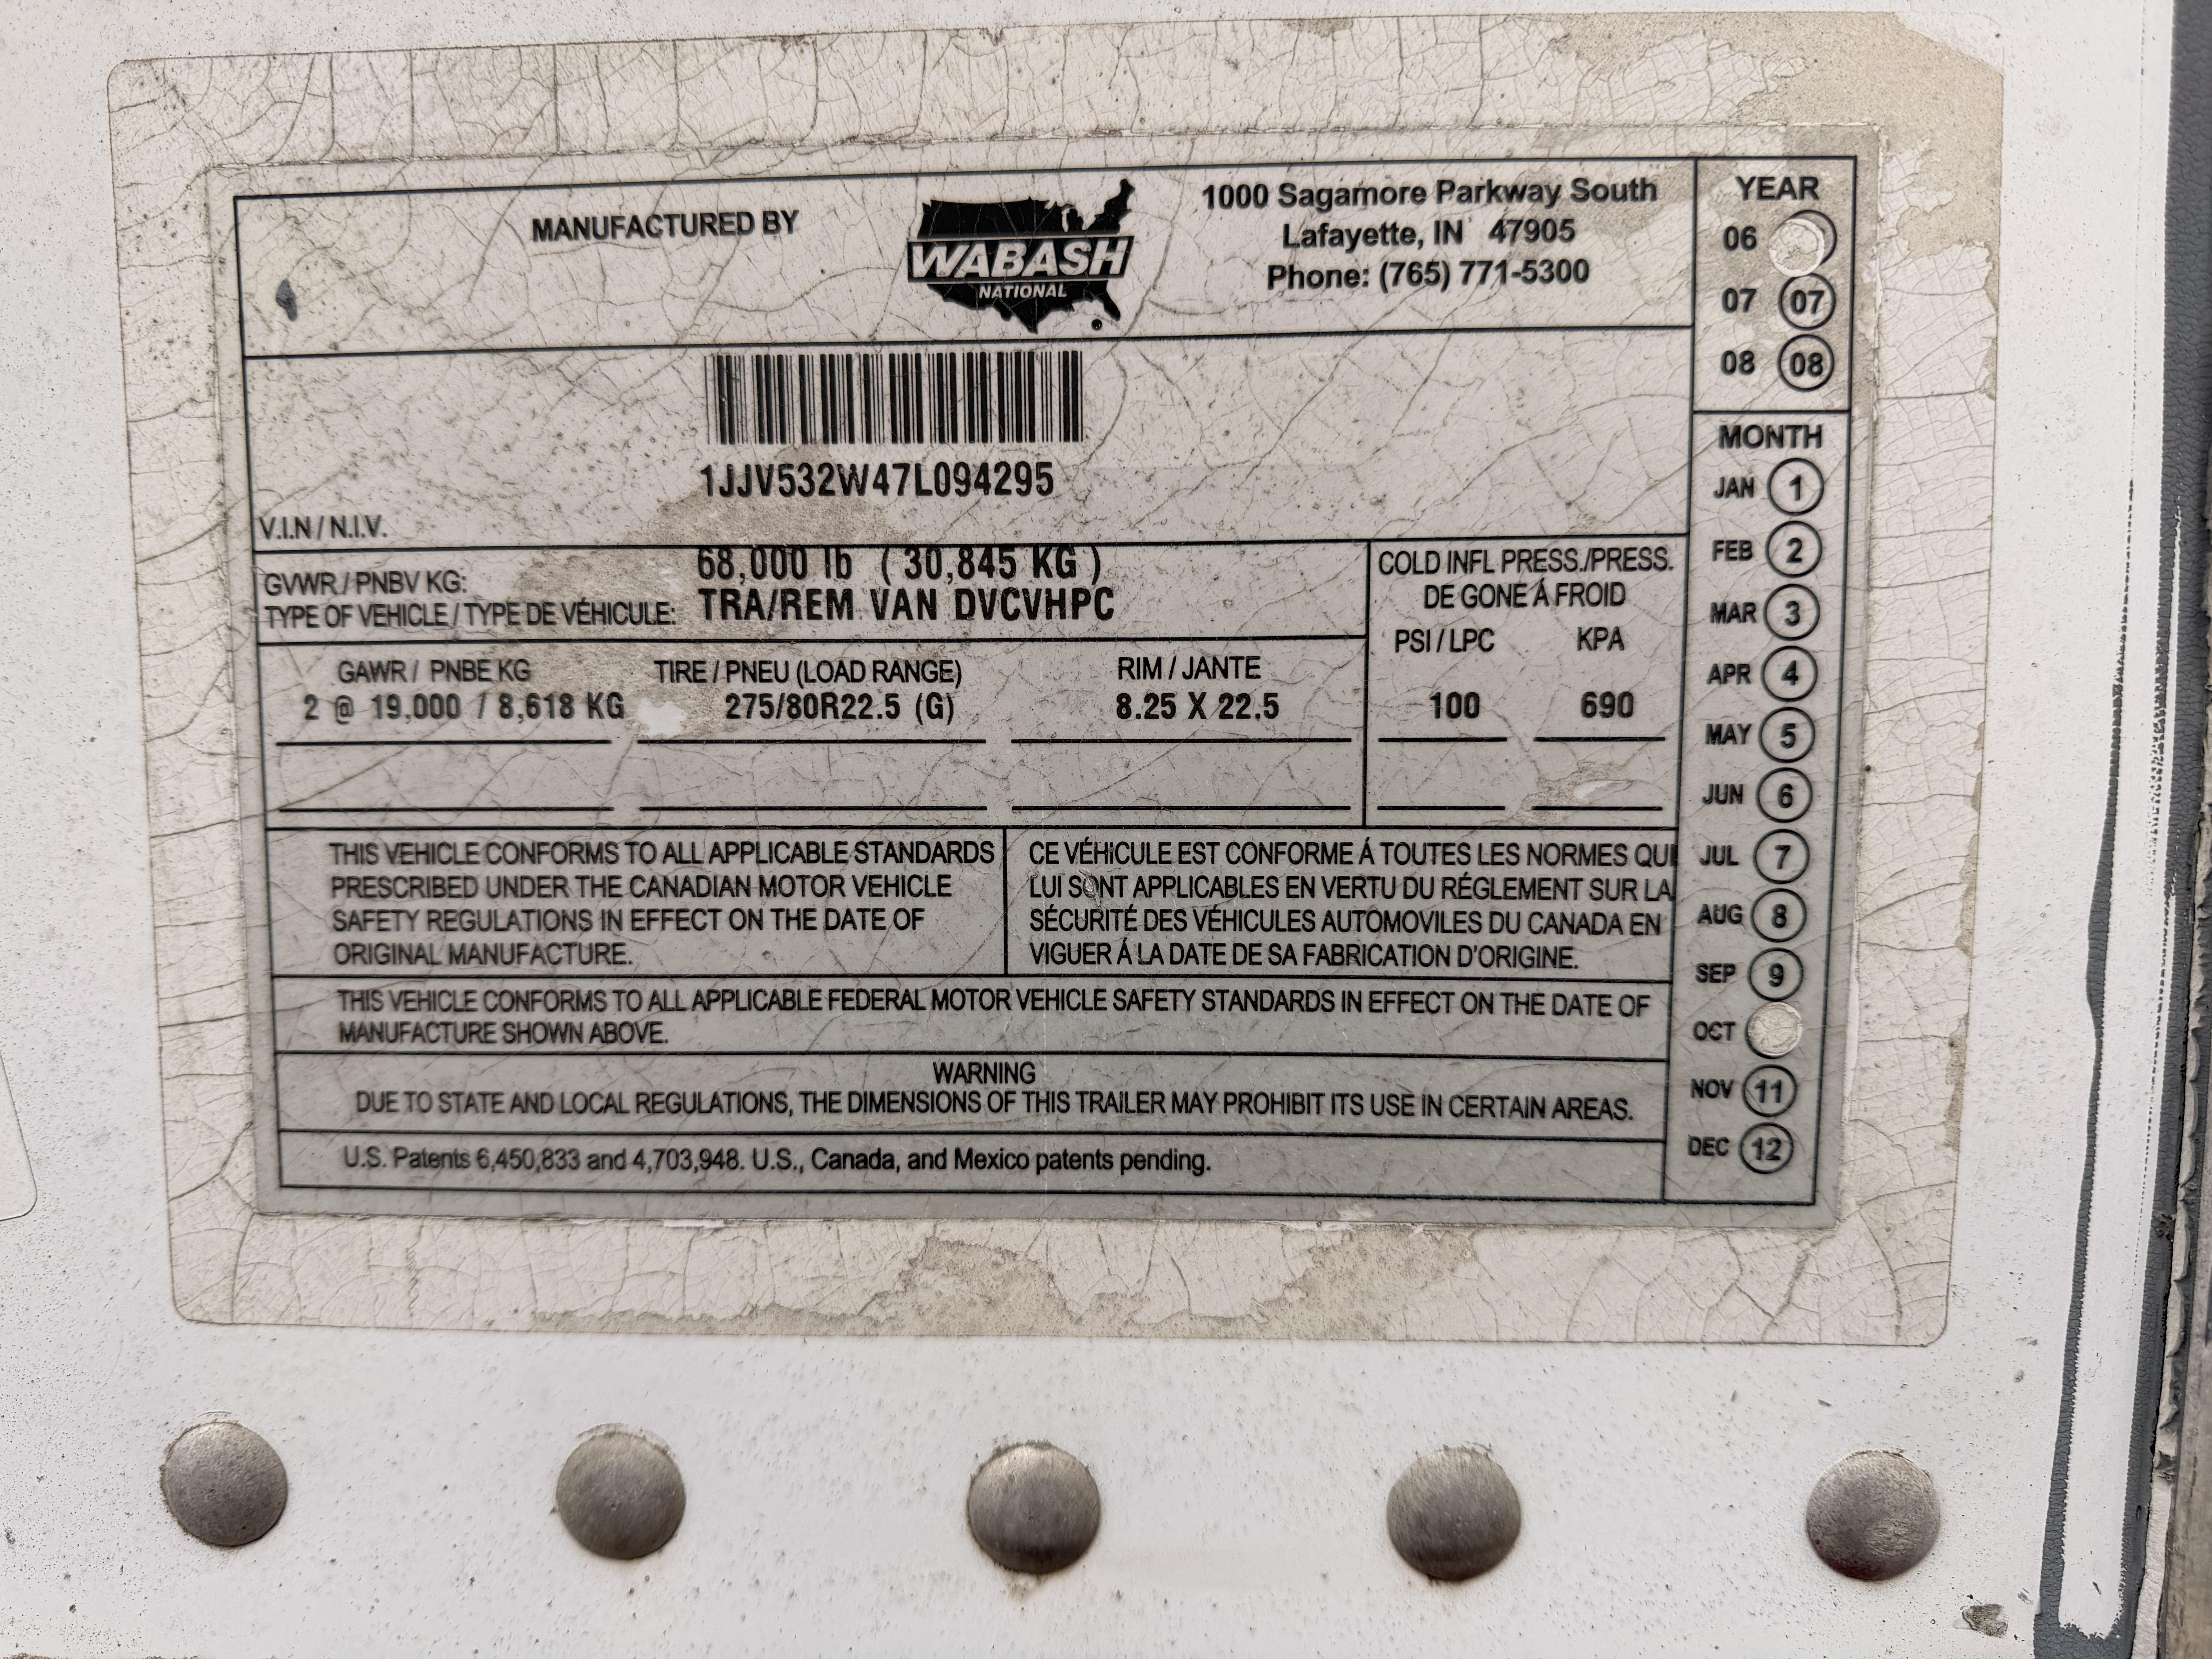 MANUFACTURED BY
WABASH
NATIONAL
1000 Sagamore Parkway South
Lafayette, IN 47905
Phone: (765) 771-5300
1JJV532W47L094295
V.I.N / N.I.V.
GVWR / PNBV KG: 68,000 lb ( 30,845 KG )
TYPE OF VEHICLE / TYPE DE VÉHICULE: TRA/REM VAN DVCVHPC
COLD INFL PRESS./PRESS.
DE GONE Á FROID
PSI / LPC KPA
GAWR / PNBE KG TIRE / PNEU (LOAD RANGE) RIM / JANTE
2 @ 19,000 / 8,618 KG 275/80R22.5 (G) 8.25 X 22.5 100 690
THIS VEHICLE CONFORMS TO ALL APPLICABLE STANDARDS
PRESCRIBED UNDER THE CANADIAN MOTOR VEHICLE
SAFETY REGULATIONS IN EFFECT ON THE DATE OF
ORIGINAL MANUFACTURE.
CE VÉHICULE EST CONFORME Á TOUTES LES NORMES QUI
LUI SONT APPLICABLES EN VERTU DU RÉGLEMENT SUR LA
SÉCURITÉ DES VÉHICULES AUTOMOVILES DU CANADA EN
VIGUER Á LA DATE DE SA FABRICATION D'ORIGINE.
THIS VEHICLE CONFORMS TO ALL APPLICABLE FEDERAL MOTOR VEHICLE SAFETY STANDARDS IN EFFECT ON THE DATE OF
MANUFACTURE SHOWN ABOVE.
WARNING
DUE TO STATE AND LOCAL REGULATIONS, THE DIMENSIONS OF THIS TRAILER MAY PROHIBIT ITS USE IN CERTAIN AREAS.
U.S. Patents 6,450,833 and 4,703,948. U.S., Canada, and Mexico patents pending.
YEAR
06
07 07
08 08
MONTH
JAN 1
FEB 2
MAR 3
APR 4
MAY 5
JUN 6
JUL 7
AUG 8
SEP 9
OCT
NOV 11
DEC 12